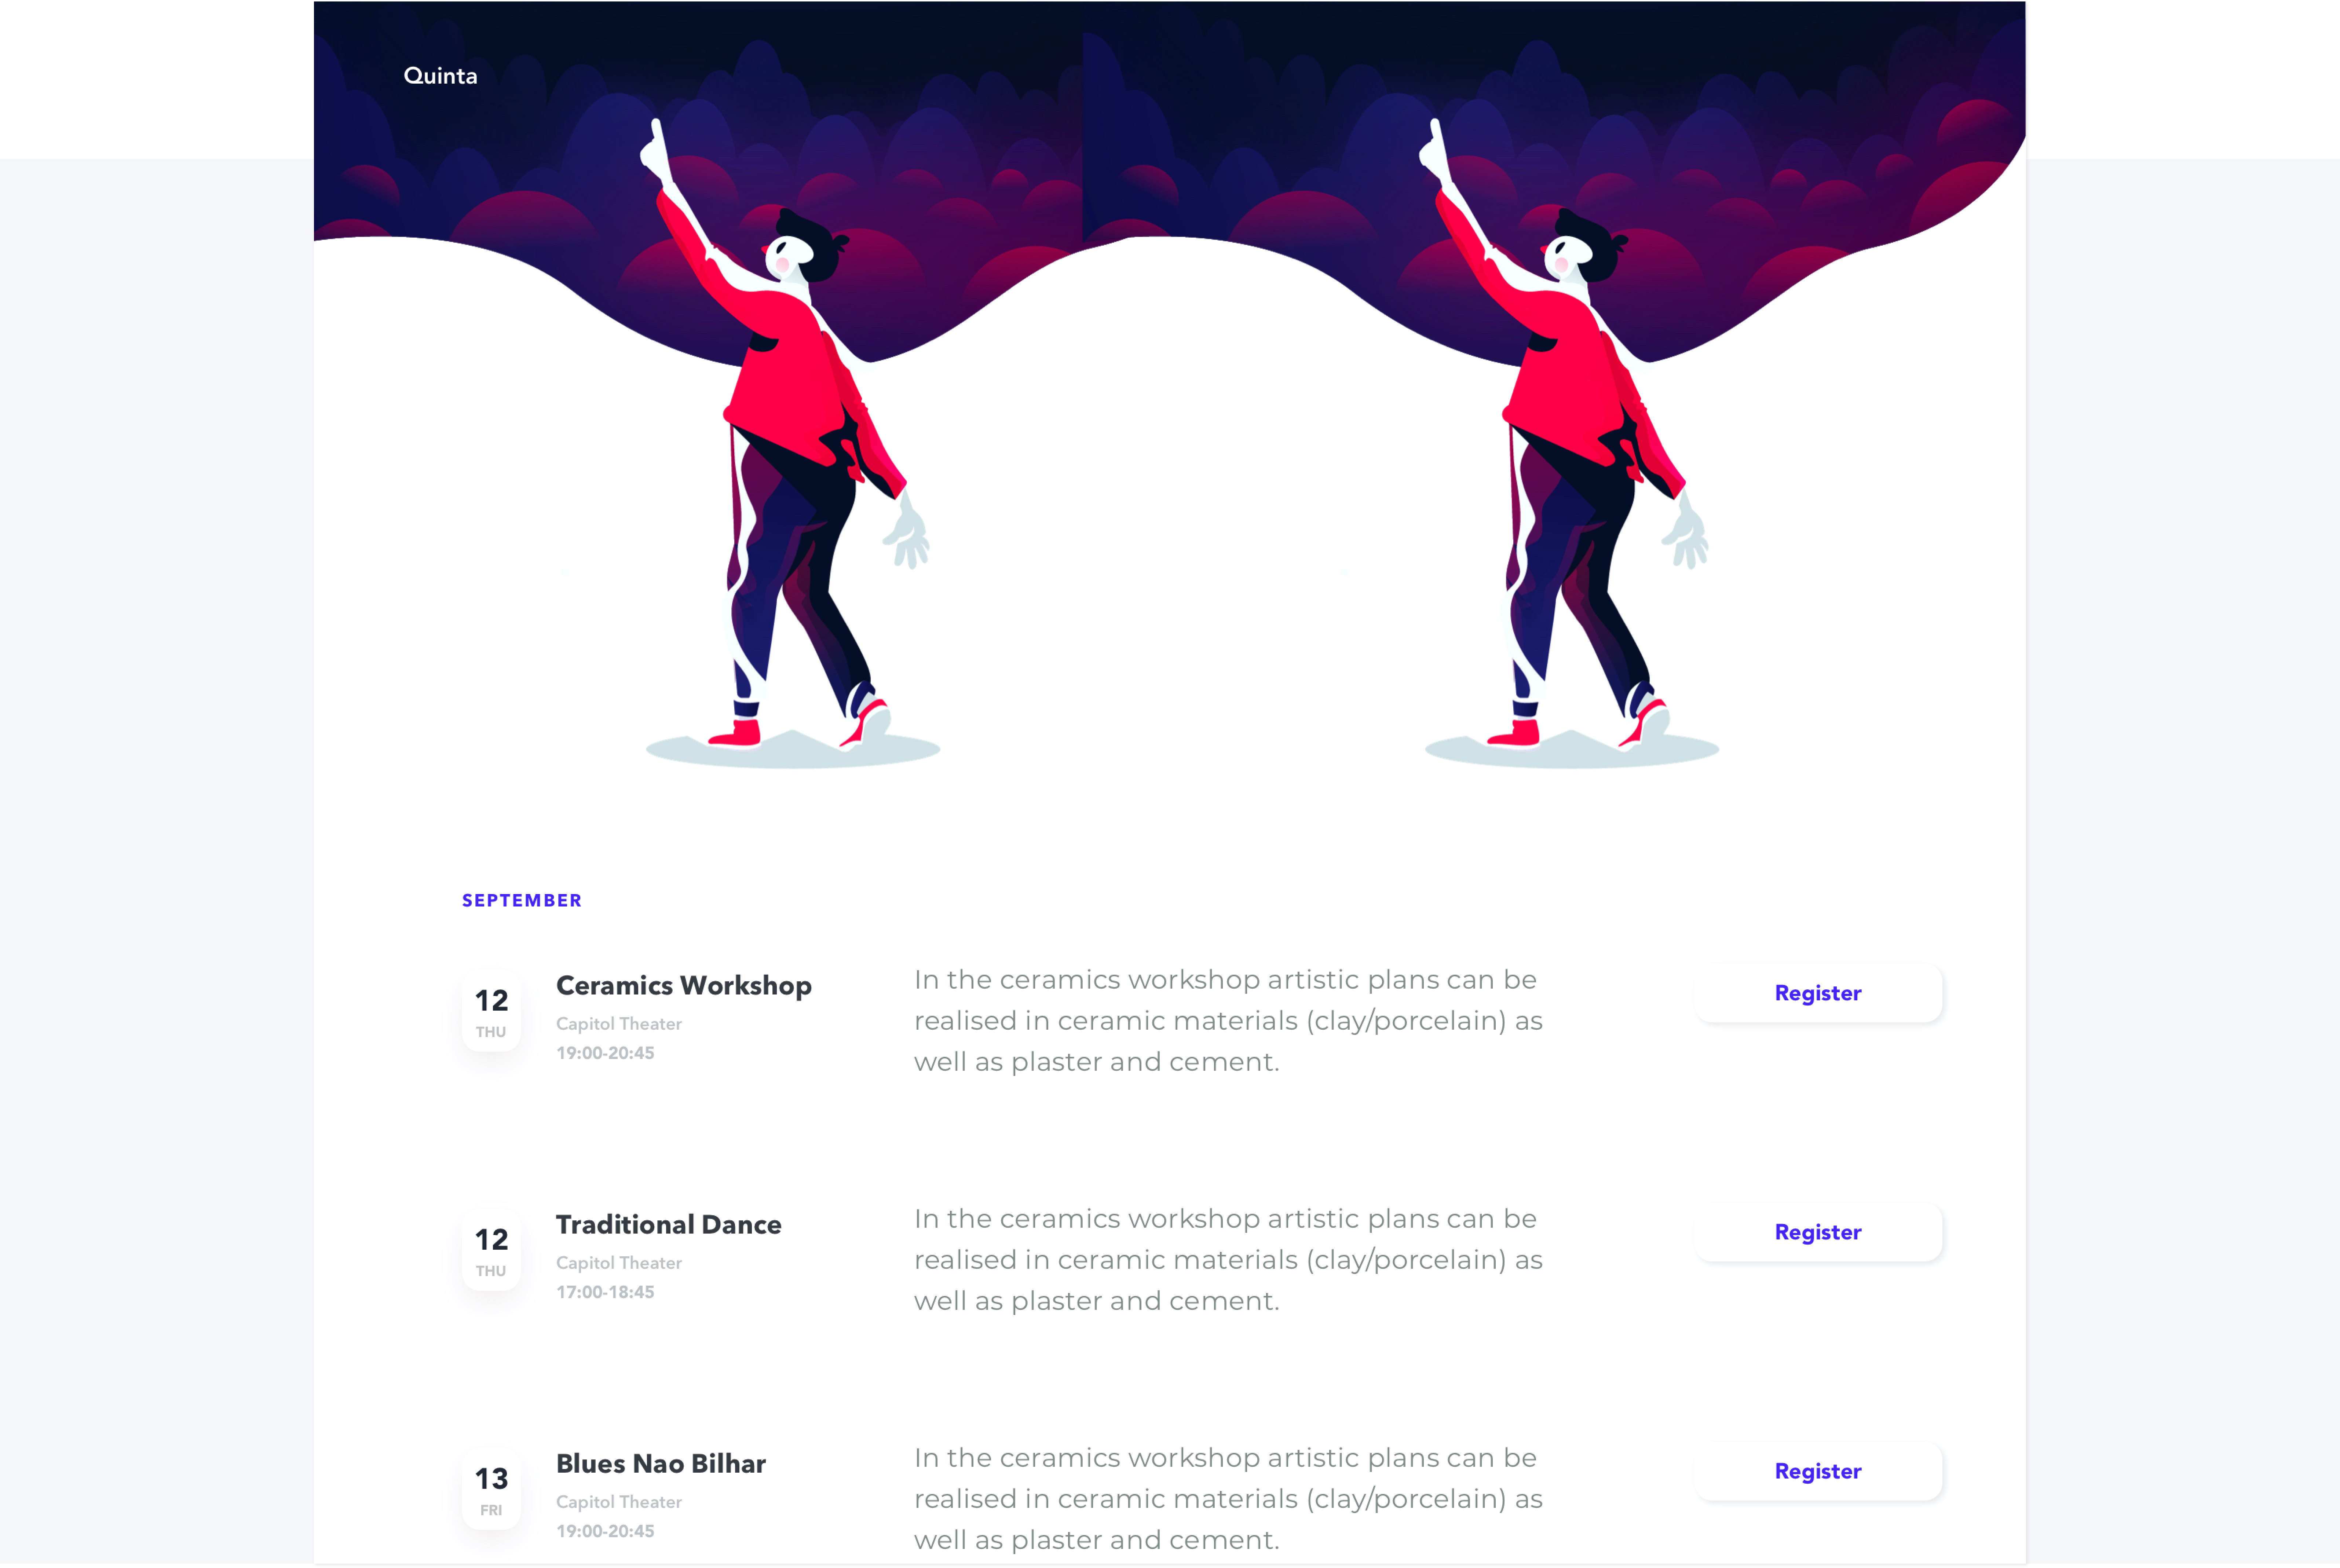 Quinta
SEPTEMBER
12
THU
Ceramics Workshop
Capitol Theater
19:00-20:45
In the ceramics workshop artistic plans can be
realised in ceramic materials (clay/porcelain) as
well as plaster and cement.
Register
12
THU
Traditional Dance
Capitol Theater
17:00-18:45
In the ceramics workshop artistic plans can be
realised in ceramic materials (clay/porcelain) as
well as plaster and cement.
Register
13
FRI
Blues Nao Bilhar
Capitol Theater
19:00-20:45
In the ceramics workshop artistic plans can be
realised in ceramic materials (clay/porcelain) as
well as plaster and cement.
Register